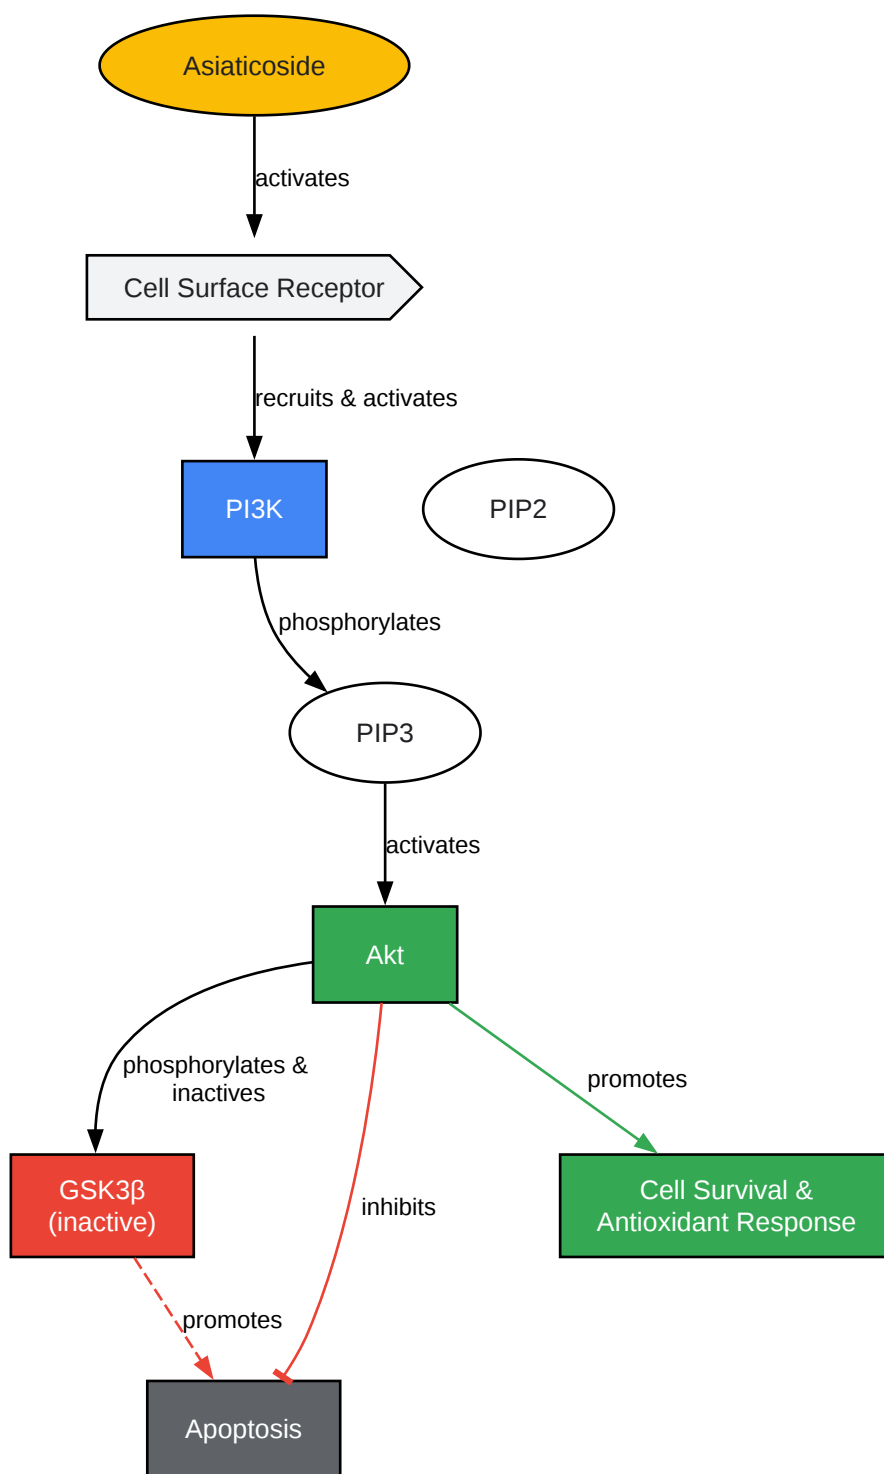 Asiaticoside
activates
Cell Surface Receptor
recruits & activates
PI3K
PIP2
phosphorylates
PIP3
activates
Akt
phosphorylates &
inactives
promotes
inhibits
GSK3β
(inactive)
Cell Survival &
Antioxidant Response
promotes
Apoptosis